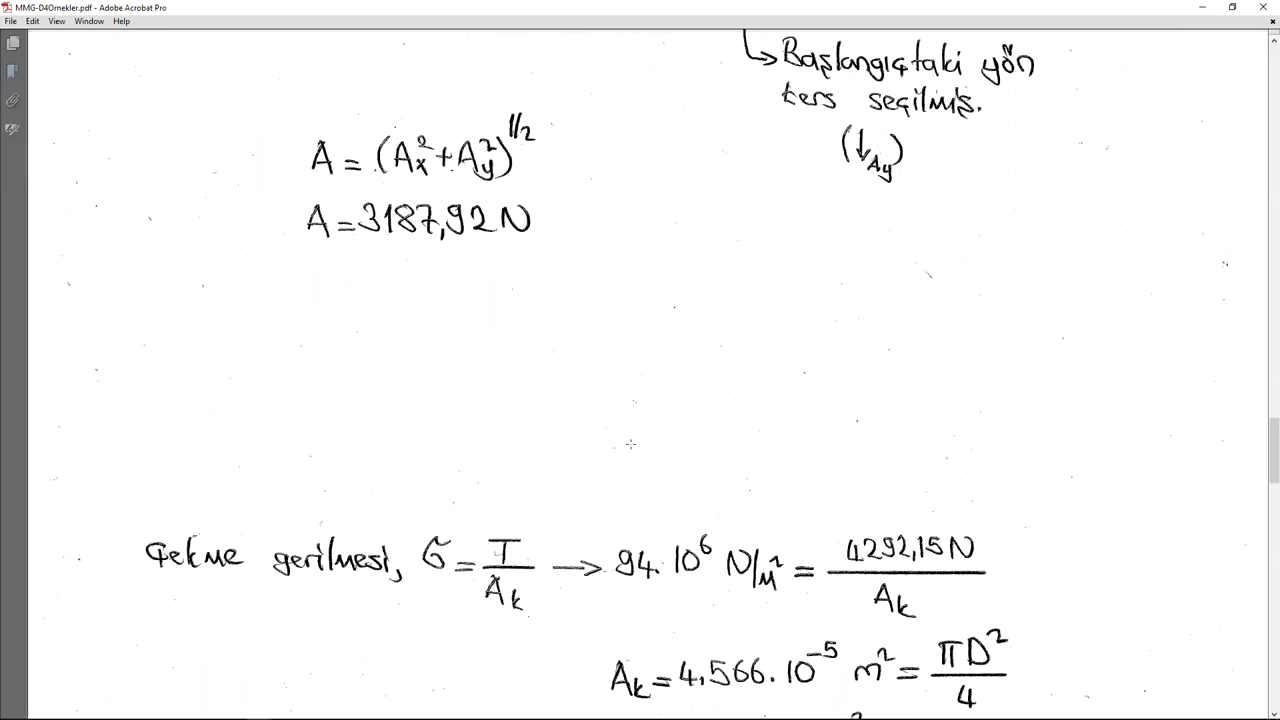 MMG-D4Ornekler.pdf - Adobe Acrobat Pro
File Edit View Window Help
↳ Başlangıçtaki yön
ters seçilmiş.
(↓Ay)
A = (Ax² + Ay²)^1/2
A = 3187,92 N
Çekme gerilmesi, σ = T/Ak → 94.10⁶ N/m² = 4292,15 N/Ak
Ak = 4,566.10⁻⁵ m² = πD²/4